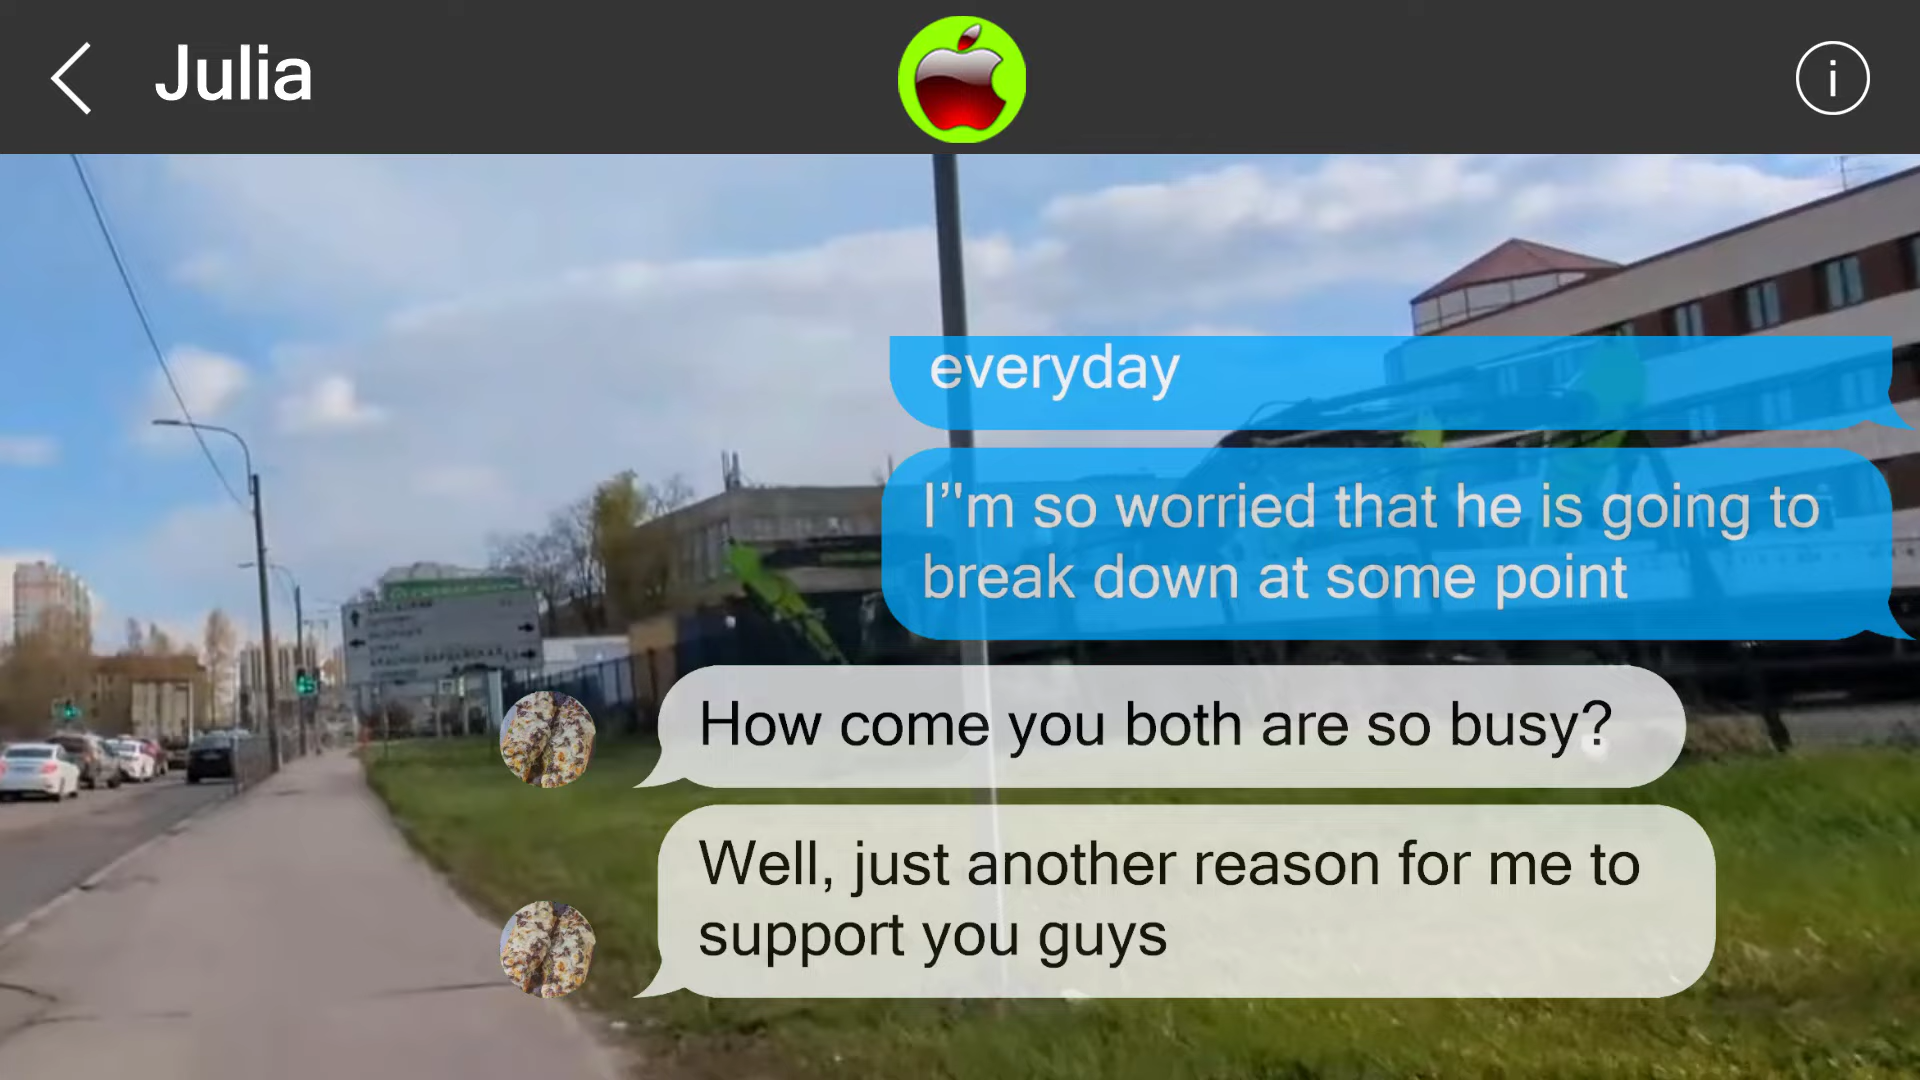 Julia
i
everyday
I"m so worried that he is going to
break down at some point
How come you both are so busy?
Well, just another reason for me to
support you guys